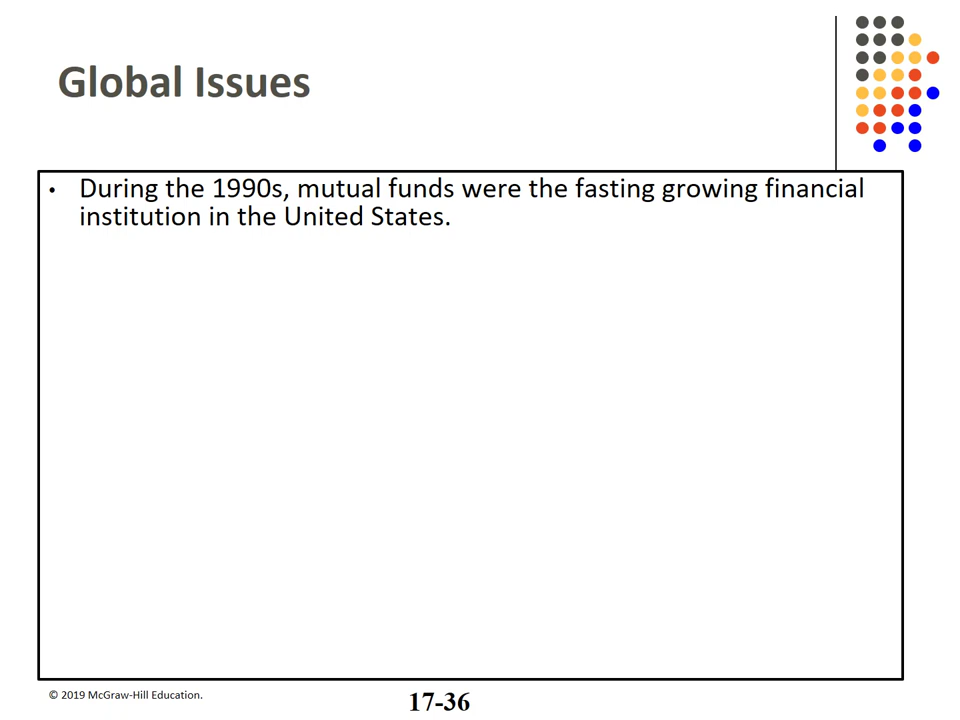 Global Issues
• During the 1990s, mutual funds were the fasting growing financial
institution in the United States.
© 2019 McGraw-Hill Education.
17-36